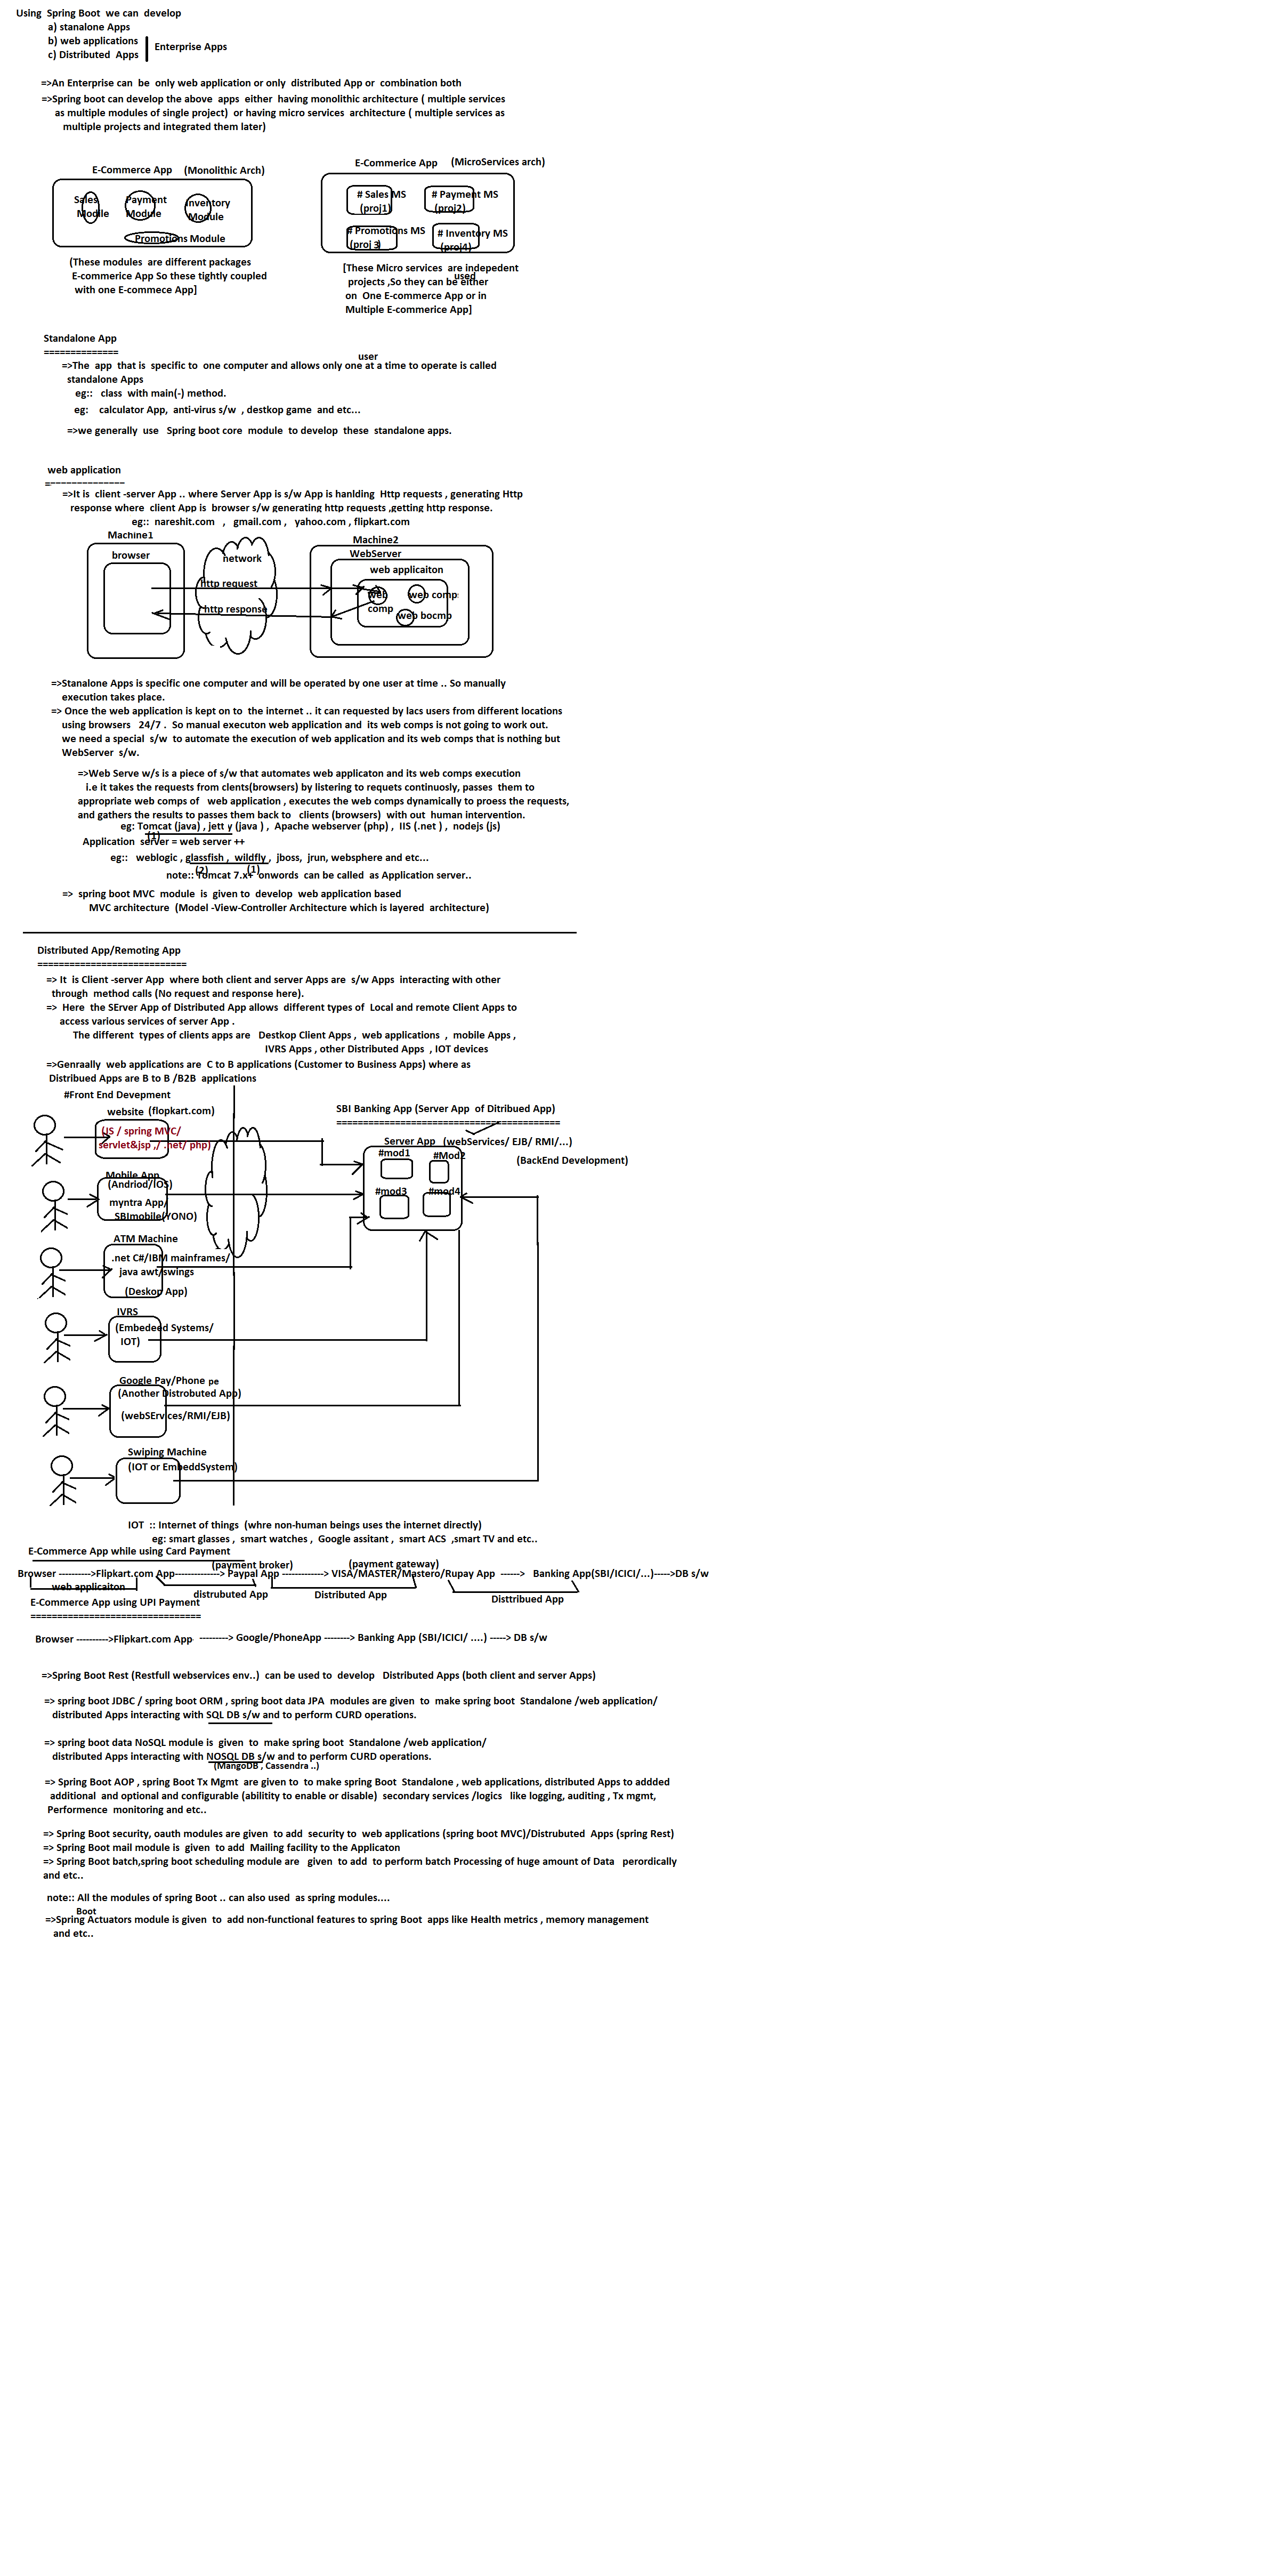 Using  Spring Boot  we can  develop
a) stanalone Apps
b) web applications
c) Distributed  Apps
Enterprise Apps
=>An Enterprise can  be  only web application or only  distributed App or  combination both
=>Spring boot can develop the above  apps  either  having monolithic architecture ( multiple services
as multiple modules of single project)  or having micro services  architecture ( multiple services as
multiple projects and integrated them later)
E-Commerce App    (Monolithic Arch)
Sales
Modlle
Payment
Module
Inventory
Module
Promotions Module
(These modules  are different packages
E-commerice App So these tightly coupled
with one E-commece App]
E-Commerice App    (MicroServices arch)
# Sales MS
(proj1)
# Payment MS
(proj2)
# Promotions MS
(proj 3)
# Inventory MS
(proj4)
[These Micro services  are indepedent
used
projects ,So they can be either
on  One E-commerce App or in
Multiple E-commerice App]
Standalone App
==============
user
=>The  app  that is  specific to  one computer and allows only one at a time to operate is called
standalone Apps
eg::   class  with main(-) method.
eg:    calculator App,  anti-virus s/w  , destkop game  and etc...
=>we generally  use   Spring boot core  module  to develop  these  standalone apps.
web application
=--------------
=>It is  client -server App .. where Server App is s/w App is hanlding  Http requests , generating Http
response where  client App is  browser s/w generating http requests ,getting http response.
eg::  nareshit.com   ,   gmail.com ,   yahoo.com , flipkart.com
Machine1
browser
network
http request
http response
Machine2
WebServer
web applicaiton
web
comp
web comp
web bocmp
=>Stanalone Apps is specific one computer and will be operated by one user at time .. So manually
execution takes place.
=> Once the web application is kept on to  the internet .. it can requested by lacs users from different locations
using browsers   24/7 .  So manual executon web application and  its web comps is not going to work out.
we need a special  s/w  to automate the execution of web application and its web comps that is nothing but
WebServer  s/w.
=>Web Serve w/s is a piece of s/w that automates web applicaton and its web comps execution
i.e it takes the requests from clents(browsers) by listering to requets continuosly, passes  them to
appropriate web comps of   web application , executes the web comps dynamically to proess the requests,
and gathers the results to passes them back to   clients (browsers)  with out  human intervention.
eg: Tomcat (java) , jett y (java ) ,  Apache webserver (php) ,  IIS (.net ) ,  nodejs (js)
(1)
Application  server = web server ++
eg::   weblogic , glassfish ,  wildfly ,  jboss,  jrun, websphere and etc...
(2)
(1)
note:: Tomcat 7.x+  onwords  can be called  as Application server..
=>  spring boot MVC  module  is  given to  develop  web application based
MVC architecture  (Model -View-Controller Architecture which is layered  architecture)
Distributed App/Remoting App
============================
=> It  is Client -server App  where both client and server Apps are  s/w Apps  interacting with other
through  method calls (No request and response here).
=>  Here  the SErver App of Distributed App allows  different types of  Local and remote Client Apps to
access various services of server App .
The different  types of clients apps are   Destkop Client Apps ,  web applications  ,  mobile Apps ,
IVRS Apps , other Distributed Apps  , IOT devices
=>Genraally  web applications are  C to B applications (Customer to Business Apps) where as
Distribued Apps are B to B /B2B  applications
#Front End Devepment
website  (flopkart.com)
(JS / spring MVC/
servlet&jsp ,/ .net/ php)
SBI Banking App (Server App  of Ditribued App)
==========================================
Server App   (webServices/ EJB/ RMI/...)
#mod1
#Mod2
#mod3
#mod4
(BackEnd Development)
Mobile App
(Andriod/IOS)
myntra App/
SBImobile(YONO)
ATM Machine
.net C#/IBM mainframes/
java awt/swings
(Deskop App)
IVRS
(Embedeed Systems/
IOT)
Google Pay/Phone pe
(Another Distrobuted App)
(webSErvices/RMI/EJB)
Swiping Machine
(IOT or EmbeddSystem)
IOT  :: Internet of things  (whre non-human beings uses the internet directly)
eg: smart glasses ,  smart watches ,  Google assitant ,  smart ACS  ,smart TV and etc..
E-Commerce App while using Card Payment
(payment broker)
(payment gateway)
Browser ---------->Flipkart.com App-------------> Paypal App ------------> VISA/MASTER/Mastero/Rupay App  ------>   Banking App(SBI/ICICI/...)----->DB s/w
web applicaiton
distrubuted App
Distributed App
Disttribued App
E-Commerce App using UPI Payment
================================
Browser ---------->Flipkart.com App  ---------> Google/PhoneApp --------> Banking App (SBI/ICICI/ ....) -----> DB s/w
=>Spring Boot Rest (Restfull webservices env..)  can be used to  develop   Distributed Apps (both client and server Apps)
=> spring boot JDBC / spring boot ORM , spring boot data JPA  modules are given  to  make spring boot  Standalone /web application/
distributed Apps interacting with SQL DB s/w and to perform CURD operations.
=> spring boot data NoSQL module is  given  to  make spring boot  Standalone /web application/
distributed Apps interacting with NOSQL DB s/w and to perform CURD operations.
(MangoDB , Cassendra ..)
=> Spring Boot AOP , spring Boot Tx Mgmt  are given to  to make spring Boot  Standalone , web applications, distributed Apps to addded
additional  and optional and configurable (abilitity to enable or disable)  secondary services /logics   like logging, auditing , Tx mgmt,
Performence  monitoring and etc..
=> Spring Boot security, oauth modules are given  to add  security to  web applications (spring boot MVC)/Distrubuted  Apps (spring Rest)
=> Spring Boot mail module is  given  to add  Mailing facility to the Applicaton
=> Spring Boot batch,spring boot scheduling module are   given  to add  to perform batch Processing of huge amount of Data   perordically
and etc..
note:: All the modules of spring Boot .. can also used  as spring modules....
Boot
=>Spring Actuators module is given  to  add non-functional features to spring Boot  apps like Health metrics , memory management
and etc..